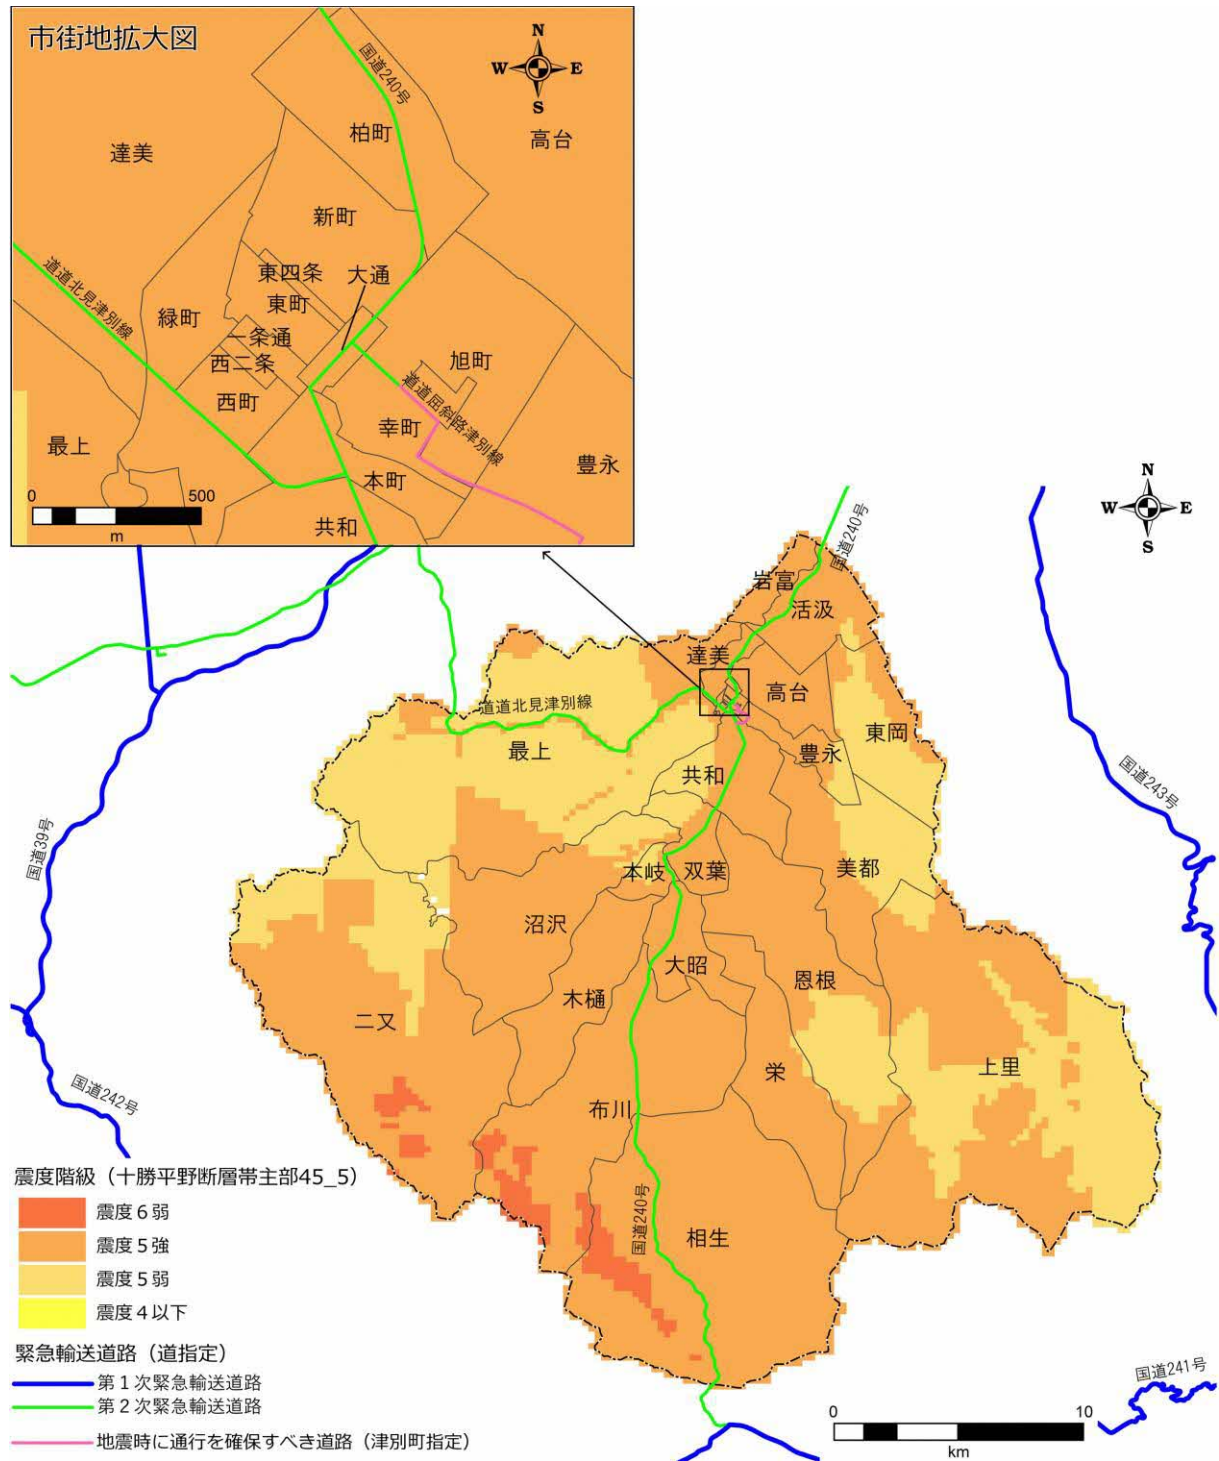 市街地拡大図
N
W
E
S
国道240号
柏町
高台
達美
新町
東四条
大通
東町
道道北見津別線
緑町
一条通
西二条
旭町
西町
道道屈斜路津別線
幸町
最上
豊永
本町
共和
0 500
m
N
W
E
S
国道240号
岩富
活汲
達美
高台
道道北見津別線
東岡
最上
豊永
共和
国道243号
国道39号
本岐
双葉
美都
沼沢
大昭
恩根
木樋
二又
栄
上里
国道242号
布川
国道240号
相生
震度階級（十勝平野断層帯主部45_5）
震度６弱
震度５強
震度５弱
震度４以下
緊急輸送道路（道指定）
第１次緊急輸送道路
第２次緊急輸送道路
地震時に通行を確保すべき道路（津別町指定）
国道241号
0 10
km